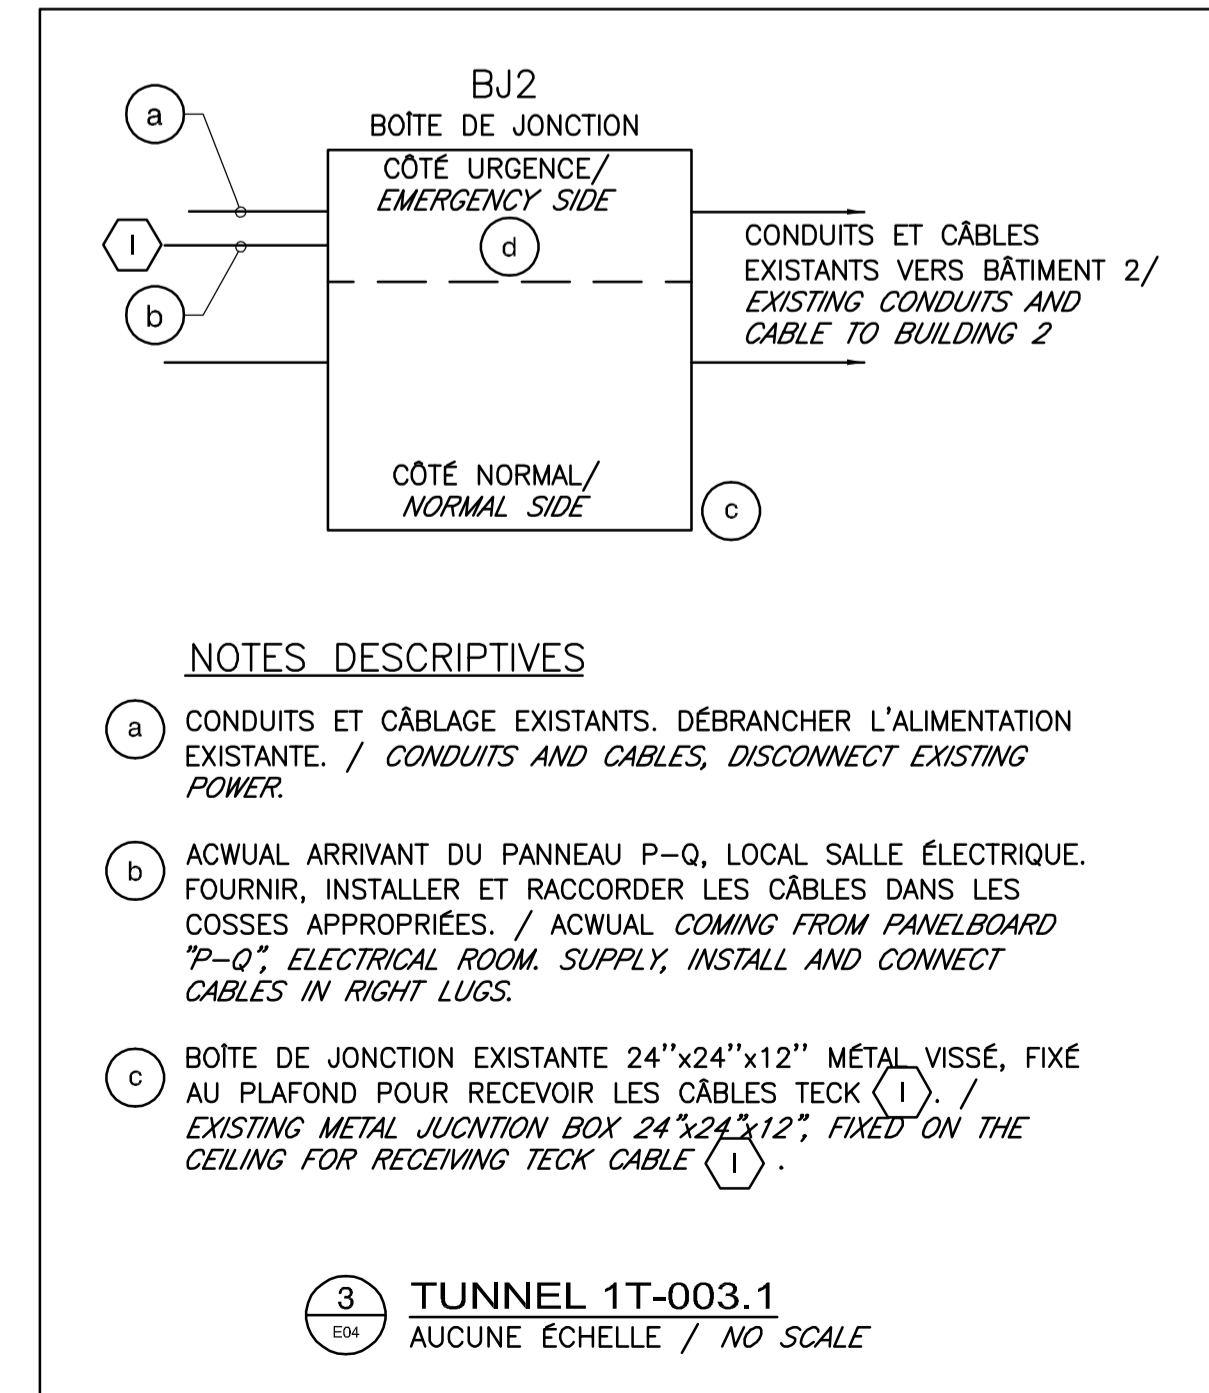 BJ2
BOÎTE DE JONCTION
a
CÔTÉ URGENCE/
EMERGENCY SIDE
I
d
b
CONDUITS ET CÂBLES
EXISTANTS VERS BÂTIMENT 2/
EXISTING CONDUITS AND
CABLE TO BUILDING 2
CÔTÉ NORMAL/
NORMAL SIDE
c
NOTES DESCRIPTIVES
a CONDUITS ET CÂBLAGE EXISTANTS. DÉBRANCHER L'ALIMENTATION
EXISTANTE. / CONDUITS AND CABLES, DISCONNECT EXISTING
POWER.
b ACWUAL ARRIVANT DU PANNEAU P-Q, LOCAL SALLE ÉLECTRIQUE.
FOURNIR, INSTALLER ET RACCORDER LES CÂBLES DANS LES
COSSES APPROPRIÉES. / ACWUAL COMING FROM PANELBOARD
"P-Q", ELECTRICAL ROOM. SUPPLY, INSTALL AND CONNECT
CABLES IN RIGHT LUGS.
c BOÎTE DE JONCTION EXISTANTE 24''x24''x12'' MÉTAL VISSÉ, FIXÉ
AU PLAFOND POUR RECEVOIR LES CÂBLES TECK I. /
EXISTING METAL JUCNTION BOX 24"x24"x12", FIXED ON THE
CEILING FOR RECEIVING TECK CABLE I .
3 TUNNEL 1T-003.1
E04 AUCUNE ÉCHELLE / NO SCALE